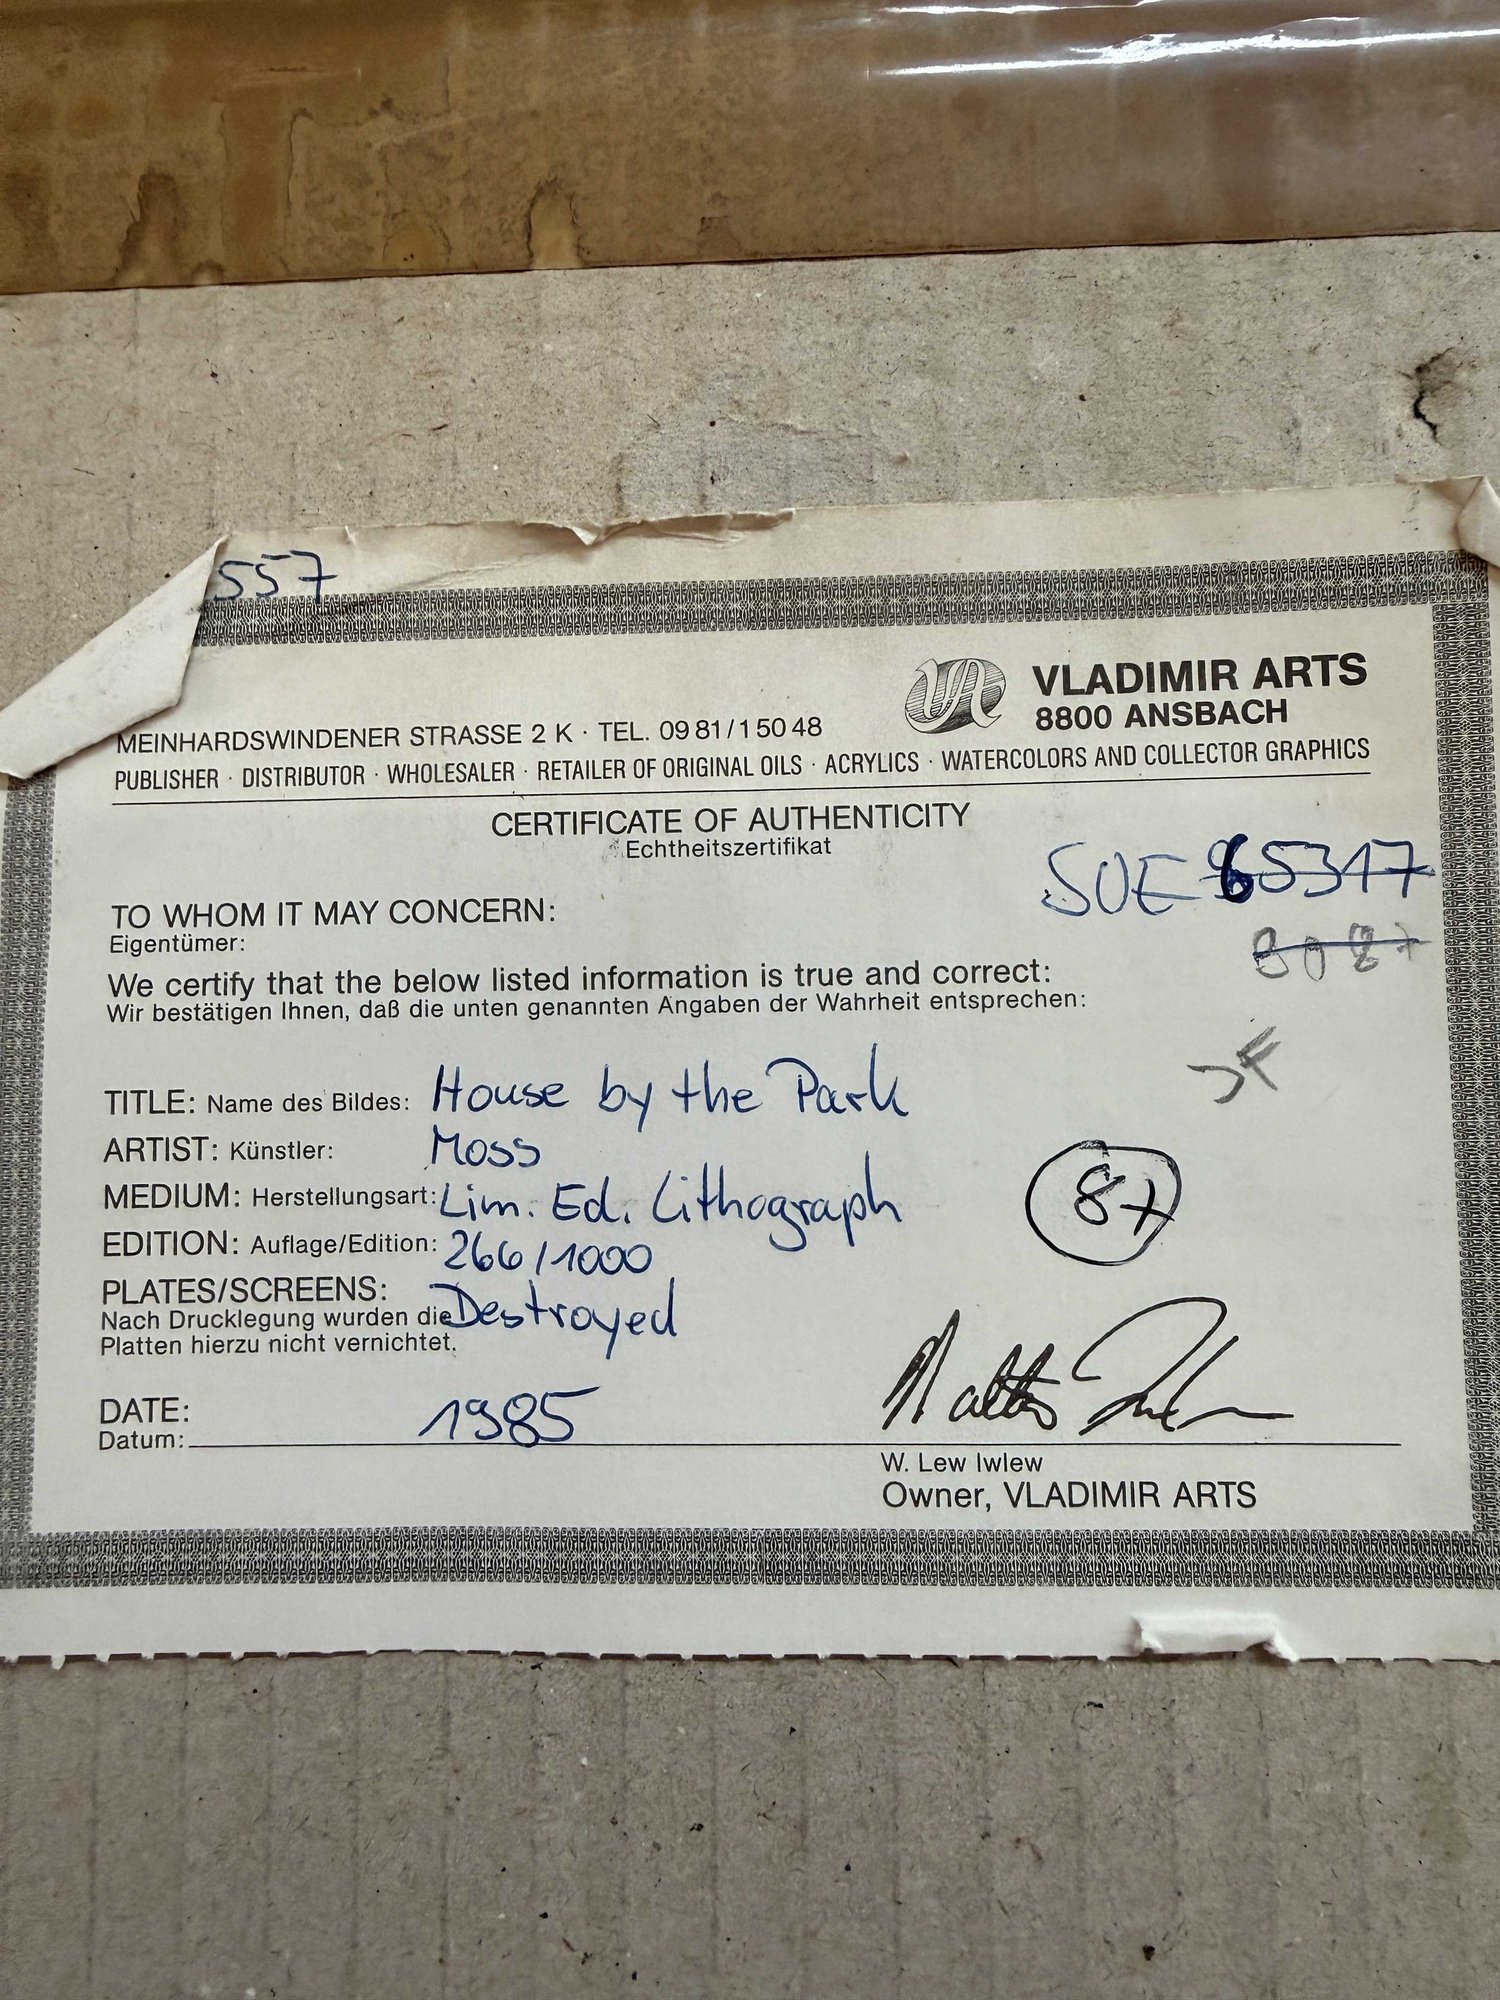 557
VLADIMIR ARTS
8800 ANSBACH
MEINHARDSWINDENER STRASSE 2 K · TEL. 09 81/1 50 48
PUBLISHER · DISTRIBUTOR · WHOLESALER · RETAILER OF ORIGINAL OILS · ACRYLICS · WATERCOLORS AND COLLECTOR GRAPHICS
CERTIFICATE OF AUTHENTICITY
Echtheitszertifikat
SUE 65317
TO WHOM IT MAY CONCERN:
Eigentümer:
We certify that the below listed information is true and correct:
Wir bestätigen Ihnen, daß die unten genannten Angaben der Wahrheit entsprechen:
TITLE: Name des Bildes: House by the Park
ARTIST: Künstler: Moss
MEDIUM: Herstellungsart: Lim. Ed. Lithograph
87
EDITION: Auflage/Edition: 266/1000
PLATES/SCREENS: Destroyed
Nach Drucklegung wurden die
Platten hierzu nicht vernichtet.
DATE: 1985
Datum:
W. Lew Iwlew
Owner, VLADIMIR ARTS